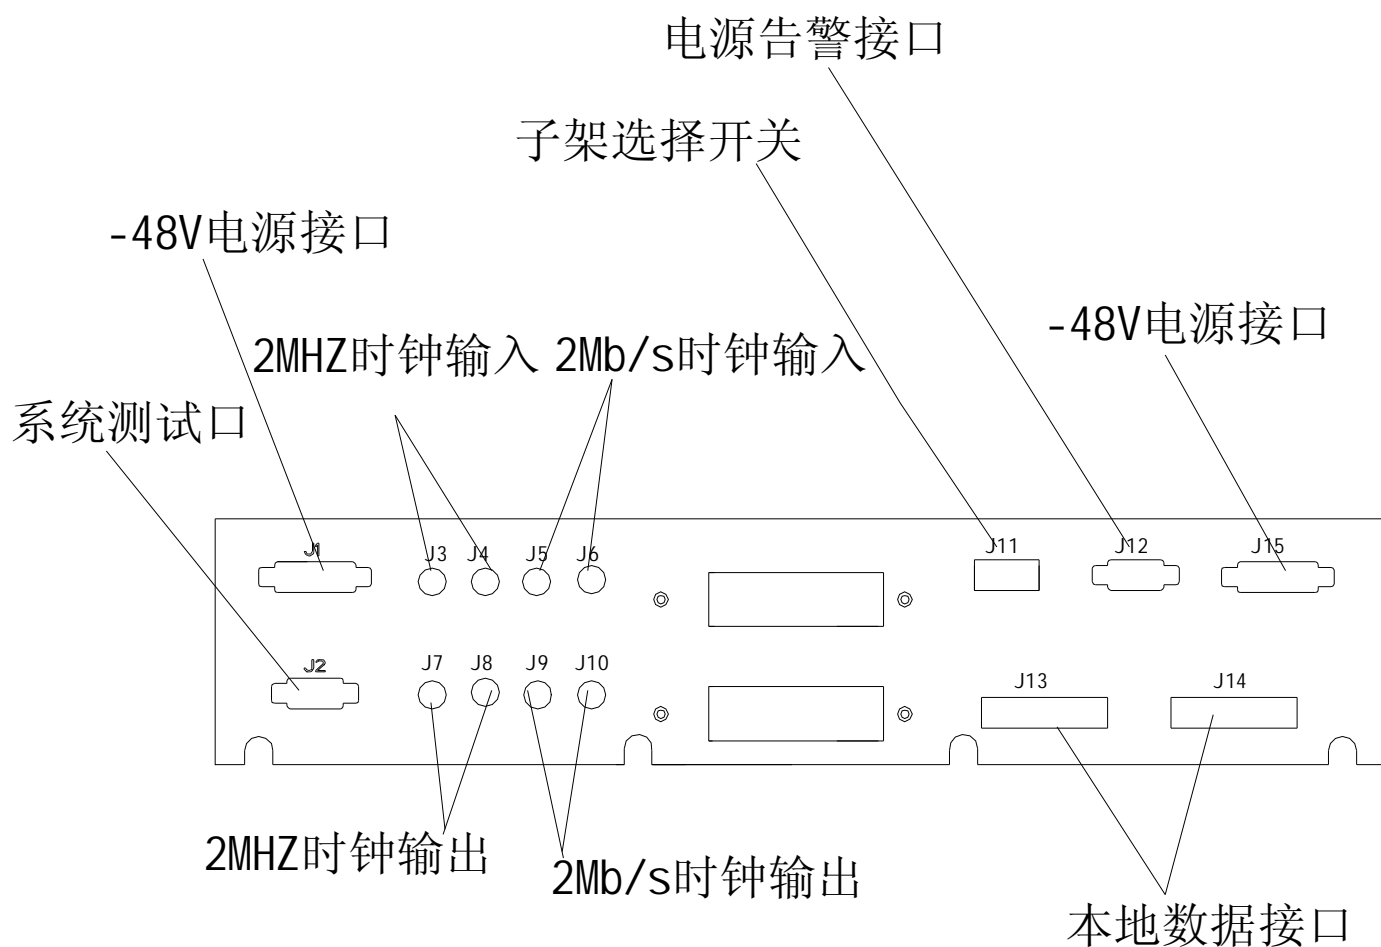 电源告警接口
子架选择开关
-48V电源接口
-48V电源接口
2MHZ时钟输入 2Mb/s时钟输入
系统测试口
J1 J3 J4 J5 J6 J11 J12 J15
J2 J7 J8 J9 J10 J13 J14
2MHZ时钟输出
2Mb/s时钟输出
本地数据接口